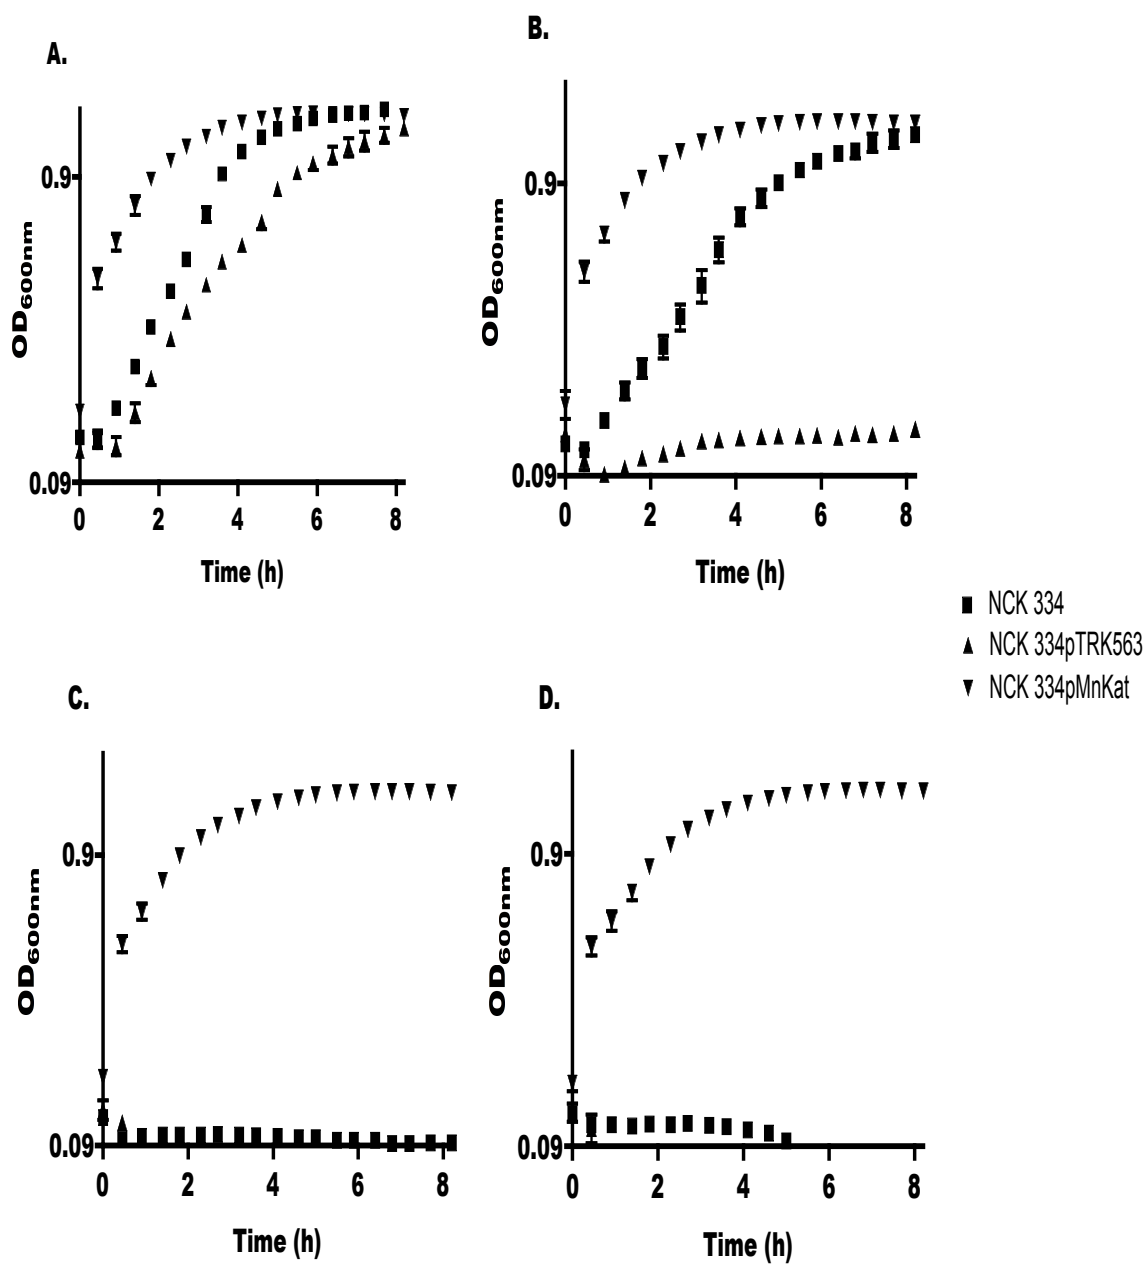 A.
0.9
0.09
OD600nm
0 2 4 6 8
Time (h)
B.
0.9
0.09
OD600nm
0 2 4 6 8
Time (h)
NCK 334
NCK 334pTRK563
NCK 334pMnKat
C.
0.9
0.09
OD600nm
0 2 4 6 8
Time (h)
D.
0.9
0.09
OD600nm
0 2 4 6 8
Time (h)